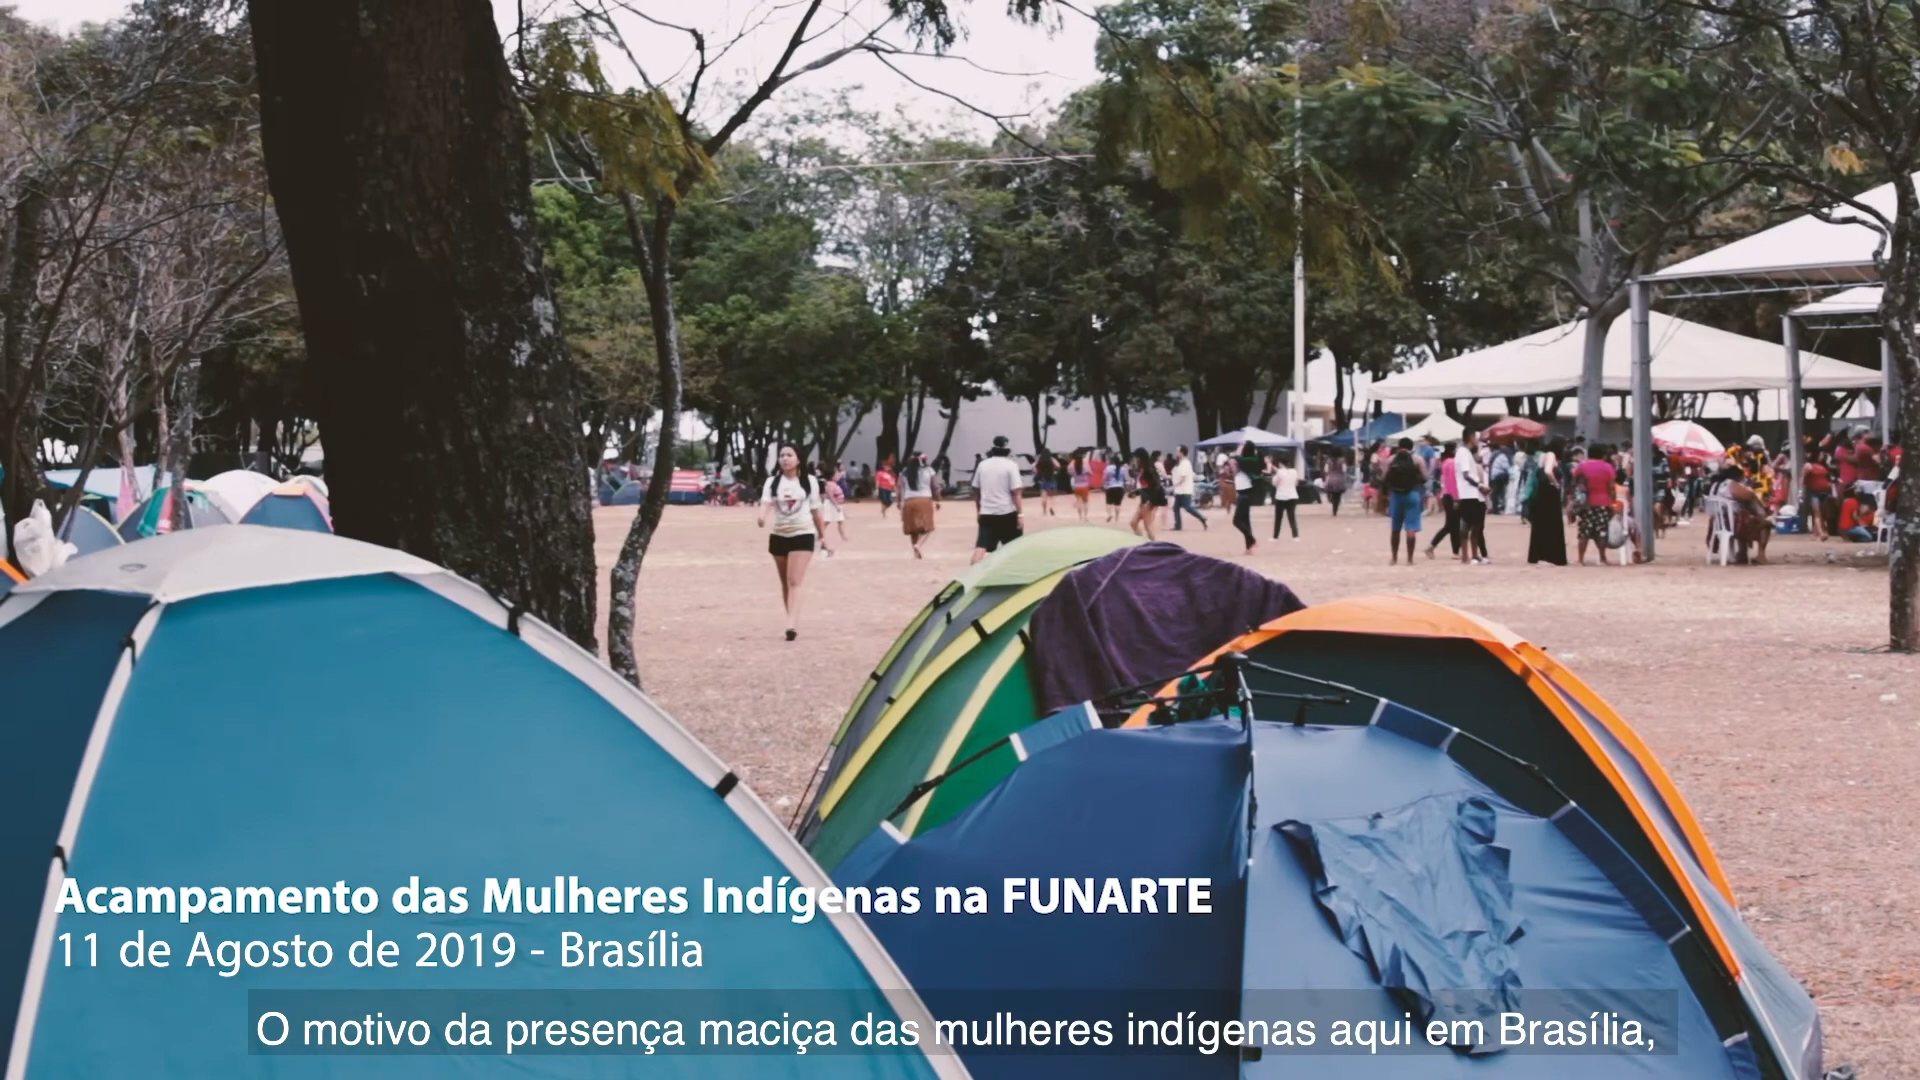 Acampamento das Mulheres Indígenas na FUNARTE
11 de Agosto de 2019 - Brasília
O motivo da presença maciça das mulheres indígenas aqui em Brasília,